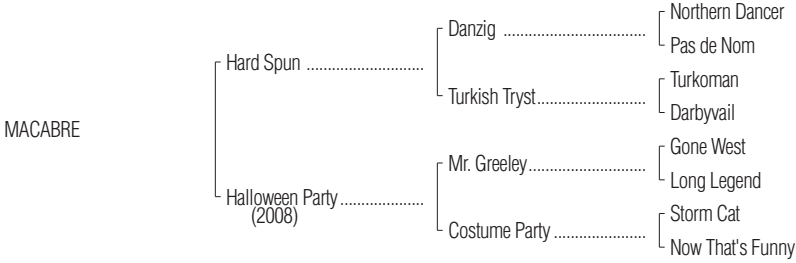 Northern Dancer
Danzig ................................
Pas de Nom
Hard Spun ..........................
Turkoman
Turkish Tryst........................
Darbyvail
MACABRE
Gone West
Mr. Greeley..........................
Long Legend
Halloween Party...................
(2008)
Storm Cat
Costume Party .....................
Now That's Funny